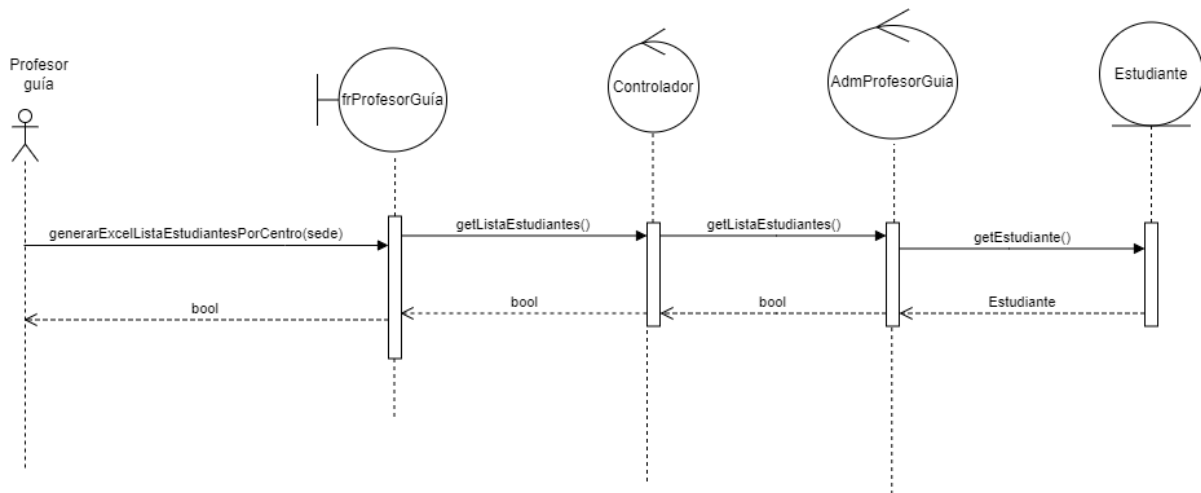 Profesor
guía
frProfesorGuía
Controlador
AdmProfesorGuia
Estudiante
generarExcelListaEstudiantesPorCentro(sede)
getListaEstudiantes()
getListaEstudiantes()
getEstudiante()
bool
bool
bool
Estudiante